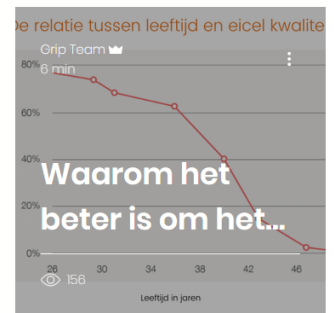 De relatie tussen leeftijd en eicel kwalite
Grip Team
6 min
80%
60%
40%
Waarom het
beter is om het...
20%
0%
26 30 34 38 42 46
156
Leeftijd in jaren